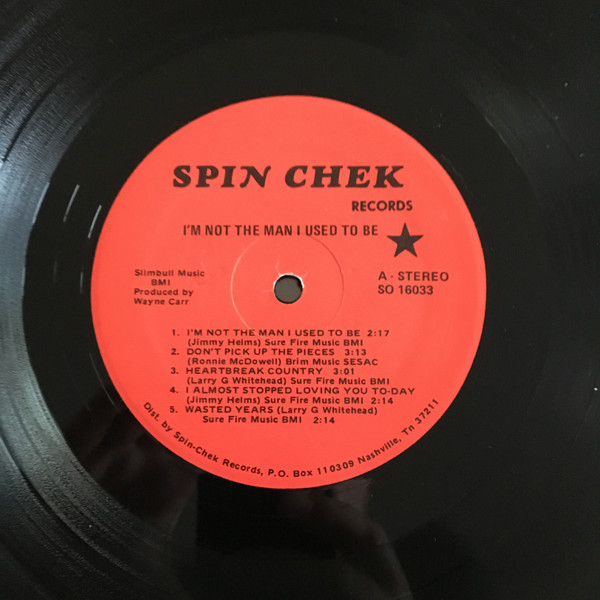 SPIN CHEK
RECORDS
I'M NOT THE MAN I USED TO BE
Slimbull Music
BMI
Produced by
Wayne Carr
A - STEREO
SO 16033
1. I'M NOT THE MAN I USED TO BE 2:17
(Jimmy Helms) Sure Fire Music BMI
2. DON'T PICK UP THE PIECES 3:13
(Ronnie McDowell) Brim Music SESAC
3. HEARTBREAK COUNTRY 3:01
(Larry G Whitehead) Sure Fire Music BMI
4. I ALMOST STOPPED LOVING YOU TO-DAY
(Jimmy Helms) Sure Fire Music BMI 2:14
5. WASTED YEARS (Larry G Whitehead)
Sure Fire Music BMI 2:14
Dist. by Spin-Chek Records, P.O. Box 110309 Nashville, Tn 37211